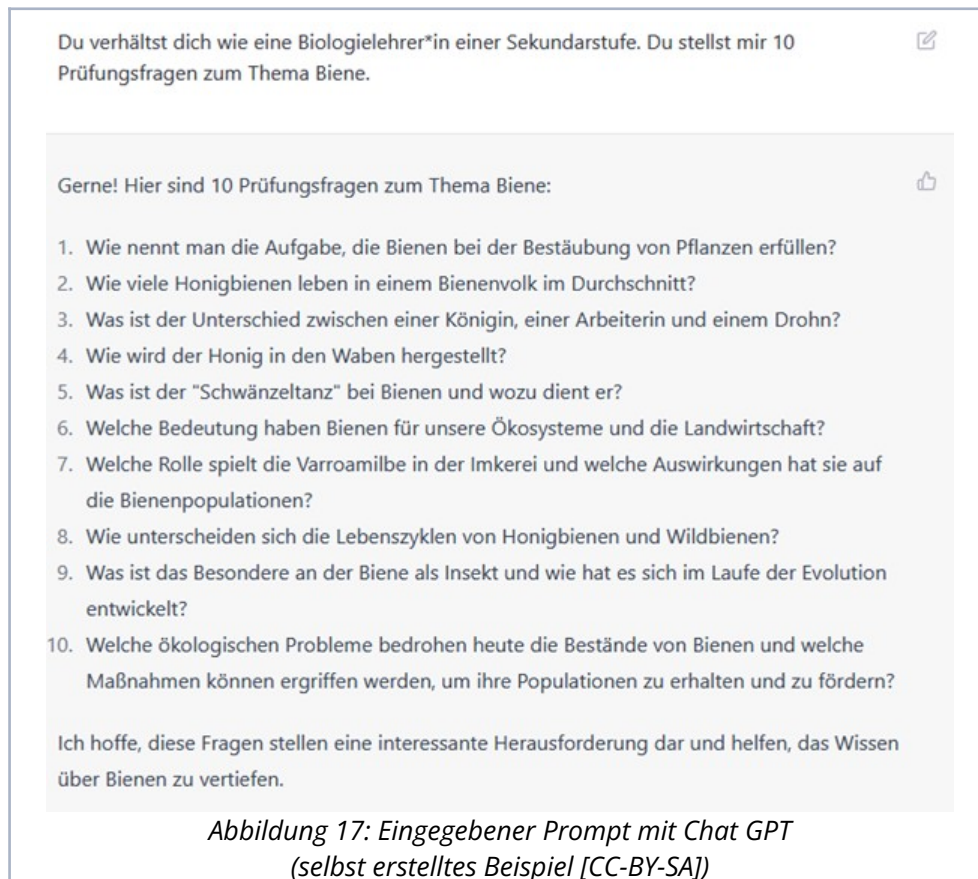 Du verhältst dich wie eine Biologielehrer*in einer Sekundarstufe. Du stellst mir 10
Prüfungsfragen zum Thema Biene.
Gerne! Hier sind 10 Prüfungsfragen zum Thema Biene:
1. Wie nennt man die Aufgabe, die Bienen bei der Bestäubung von Pflanzen erfüllen?
2. Wie viele Honigbienen leben in einem Bienenvolk im Durchschnitt?
3. Was ist der Unterschied zwischen einer Königin, einer Arbeiterin und einem Drohn?
4. Wie wird der Honig in den Waben hergestellt?
5. Was ist der "Schwänzeltanz" bei Bienen und wozu dient er?
6. Welche Bedeutung haben Bienen für unsere Ökosysteme und die Landwirtschaft?
7. Welche Rolle spielt die Varroamilbe in der Imkerei und welche Auswirkungen hat sie auf
die Bienenpopulationen?
8. Wie unterscheiden sich die Lebenszyklen von Honigbienen und Wildbienen?
9. Was ist das Besondere an der Biene als Insekt und wie hat es sich im Laufe der Evolution
entwickelt?
10. Welche ökologischen Probleme bedrohen heute die Bestände von Bienen und welche
Maßnahmen können ergriffen werden, um ihre Populationen zu erhalten und zu fördern?
Ich hoffe, diese Fragen stellen eine interessante Herausforderung dar und helfen, das Wissen
über Bienen zu vertiefen.
Abbildung 17: Eingegebener Prompt mit Chat GPT
(selbst erstelltes Beispiel [CC-BY-SA])